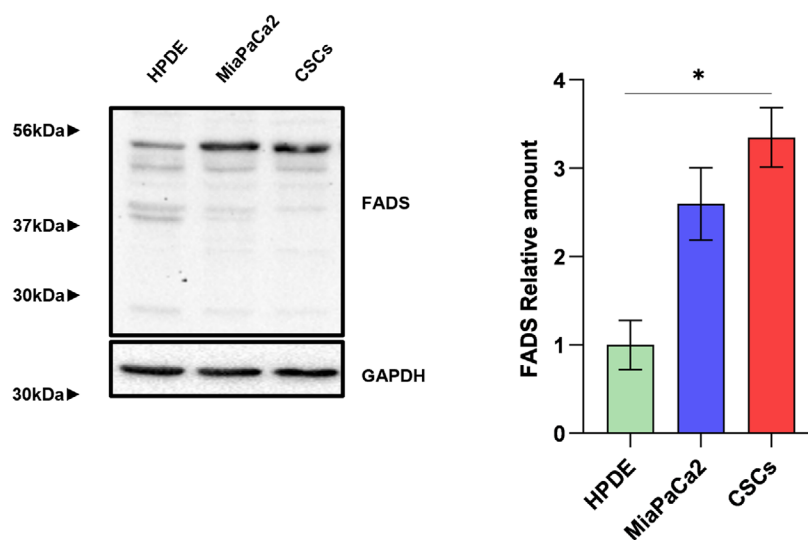 HPDE
MiaPaCa2
CSCs
56kDa►
37kDa►
30kDa►
FADS
30kDa►
GAPDH
FADS Relative amount
4
3
2
1
0
*
HPDE
MiaPaCa2
CSCs